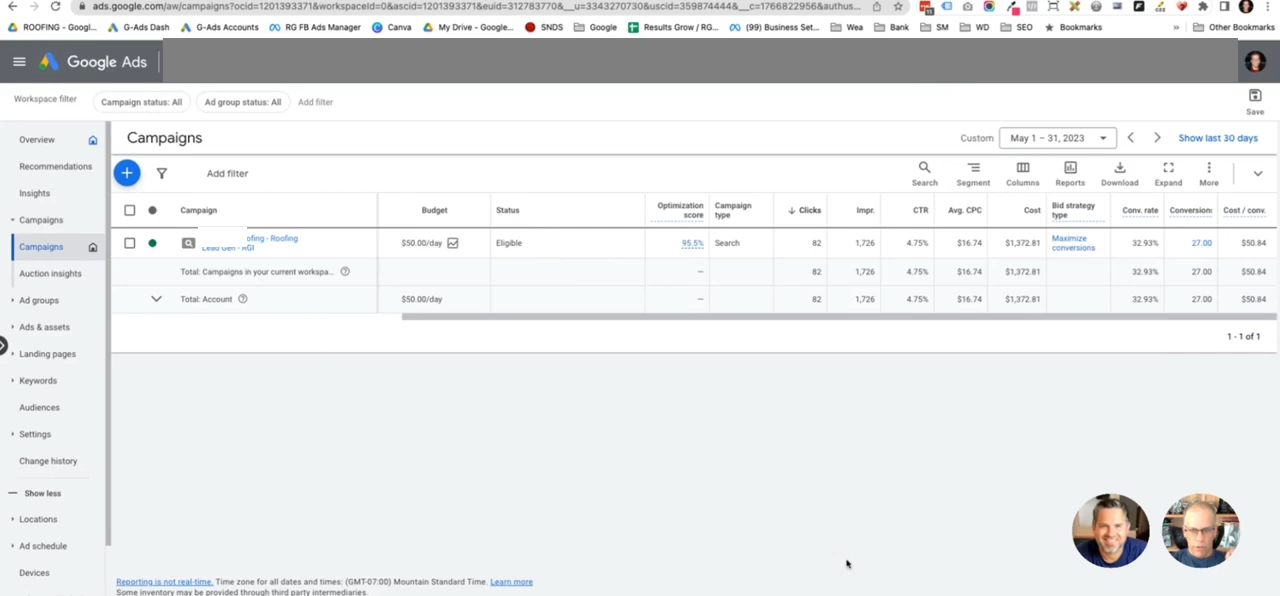 ads.google.com/aw/campaigns?ocid=1201393371&workspaceId=0&ascid=1201393371&euid=312783770&__u=3343270730&uscid=359874444&__c=1766822956&authus...
11
ROOFING - Googl... G-Ads Dash G-Ads Accounts RG FB Ads Manager Canva My Drive - Google... SNDS Google Results Grow / RG... (99) Business Set... Wea Bank SM WD SEO Bookmarks » Other Bookmarks
Google Ads
Workspace filter Campaign status: All Ad group status: All Add filter
Save
Overview
Recommendations
Insights
Campaigns
Campaigns
Auction insights
Ad groups
Ads & assets
Landing pages
Keywords
Audiences
Settings
Change history
Show less
Locations
Ad schedule
Devices
Campaigns Custom May 1 – 31, 2023 Show last 30 days
Add filter Search Segment Columns Reports Download Expand More
Campaign Budget Status Optimization score Campaign type Clicks Impr. CTR Avg. CPC Cost Bid strategy type Conv. rate Conversions Cost / conv.
ofing - Roofing $50.00/day Eligible 95.5% Search 82 1,726 4.75% $16.74 $1,372.81 Maximize conversions 32.93% 27.00 $50.84
Total: Campaigns in your current workspa... – 82 1,726 4.75% $16.74 $1,372.81 32.93% 27.00 $50.84
Total: Account $50.00/day – 82 1,726 4.75% $16.74 $1,372.81 32.93% 27.00 $50.84
1 - 1 of 1
Reporting is not real-time. Time zone for all dates and times: (GMT-07:00) Mountain Standard Time. Learn more
Some inventory may be provided through third party intermediaries.